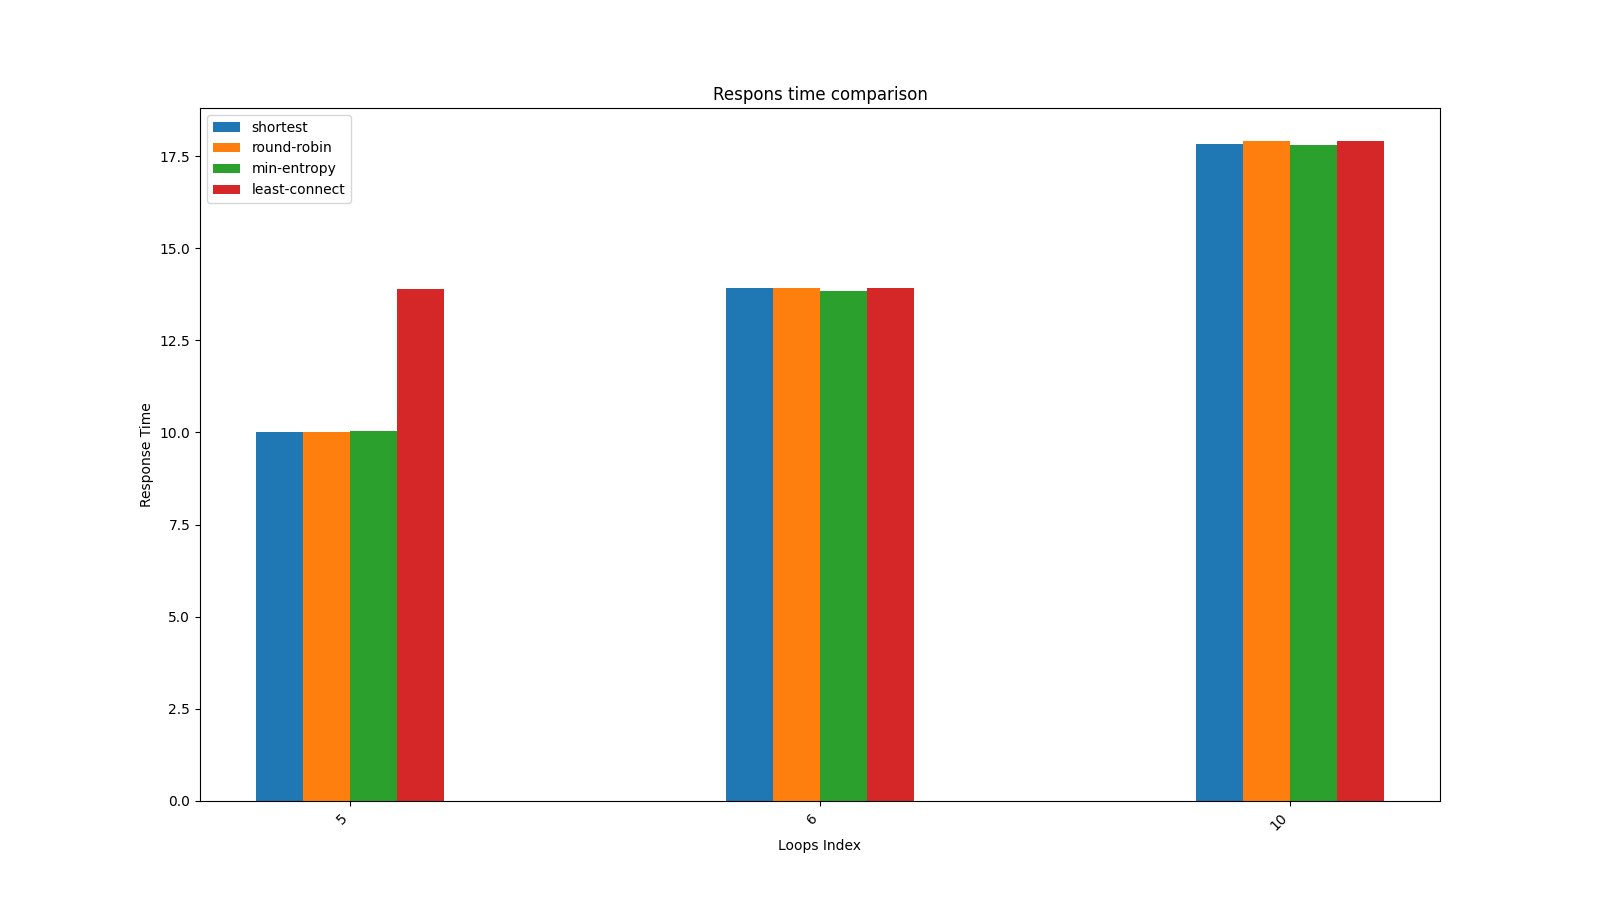 Respons time comparison
shortest
round-robin
min-entropy
least-connect
17.5
15.0
12.5
10.0
7.5
5.0
2.5
0.0
Response Time
5
6
10
Loops Index